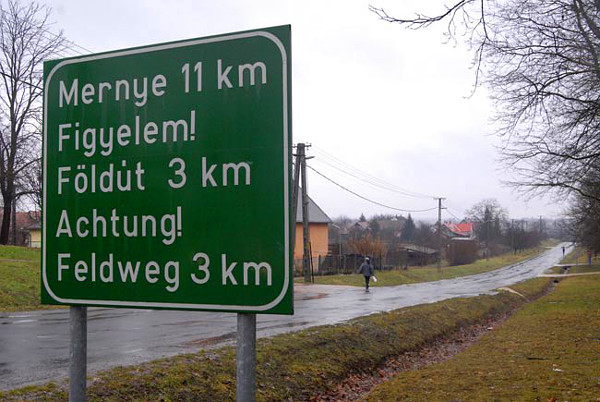 Mernye 11 km
Figyelem!
Földút 3 km
Achtung!
Feldweg 3 km